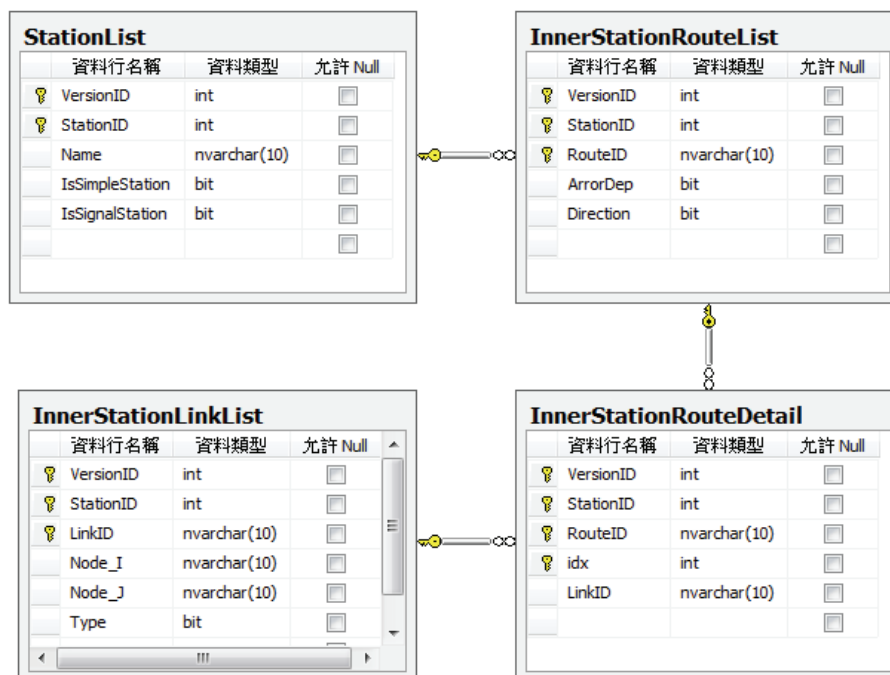 StationList
資料行名稱 資料類型 允許 Null
VersionID int
StationID int
Name nvarchar(10)
IsSimpleStation bit
IsSignalStation bit
InnerStationRouteList
資料行名稱 資料類型 允許 Null
VersionID int
StationID int
RouteID nvarchar(10)
ArrorDep bit
Direction bit
InnerStationLinkList
資料行名稱 資料類型 允許 Null
VersionID int
StationID int
LinkID nvarchar(10)
Node_I nvarchar(10)
Node_J nvarchar(10)
Type bit
InnerStationRouteDetail
資料行名稱 資料類型 允許 Null
VersionID int
StationID int
RouteID nvarchar(10)
idx int
LinkID nvarchar(10)